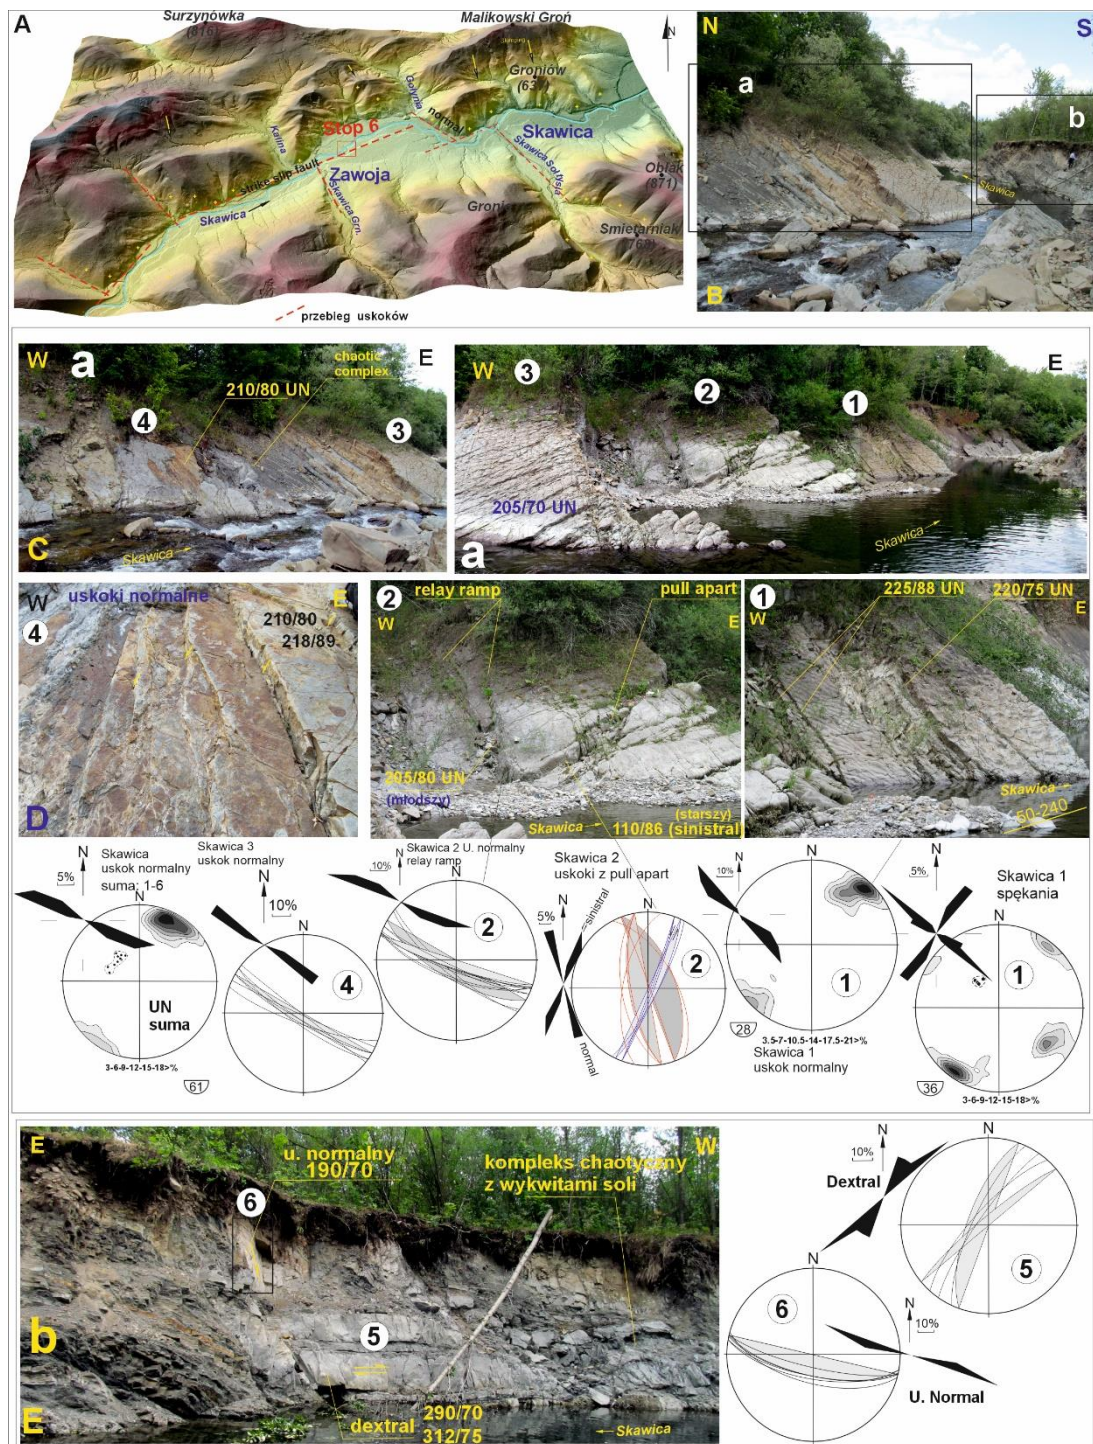 A
Surzynówka
(816)
Malikowski Groń
N
Groniów
Gołynia
normal
Stop 6
Skawica
Kalina
strike slip fault
Zawoja
Skawica Sołtysia
Obłak
(871)
Skawica
Skawica Grn.
Gronie
Smietarniak
(768)
przebieg uskoków
N
S
a
b
Skawica
B
W
a
E
chaotic
complex
210/80 UN
4
3
C
Skawica
W
3
2
1
E
205/70 UN
a
Skawica
W
uskoki normalne
E
4
210/80
218/89
D
2
relay ramp
pull apart
W
E
295/80 UN
(młodszy)
(starszy)
Skawica
110/86 (sinistral)
1
225/88 UN
220/75 UN
W
E
Skawica
50-240
Skawica
uskok normalny
suma: 1-6
N
5%
N
UN
suma
3-6-9-12-15-18>%
61
Skawica 3
uskok normalny
N
10%
N
4
Skawica 2 U. normalny
relay ramp
N
10%
N
2
Skawica 2
uskoki z pull apart
N
5%
sinistral
normal
N
2
N
10%
N
1
28
3.5-7-10.5-14-17.5-21>%
Skawica 1
uskok normalny
N
5%
Skawica 1
spękania
N
1
36
3-6-9-12-15-18>%
E
u. normalny
190/70
W
kompleks chaotyczny
z wykwitami soli
6
5
b
E
dextral
290/70
312/75
Skawica
N
10%
Dextral
N
5
N
6
N
10%
U. Normal